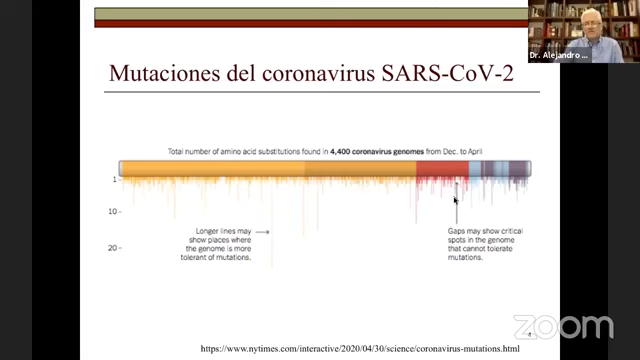 Dr. Alejandro ...
Mutaciones del coronavirus SARS-CoV-2
Total number of amino acid substitutions found in 4,400 coronavirus genomes from Dec. to April
1
10
20
Longer lines may
show places where
the genome is more
tolerant of mutations.
Gaps may show critical
spots in the genome
that cannot tolerate
mutations.
4
zoom
https://www.nytimes.com/interactive/2020/04/30/science/coronavirus-mutations.html